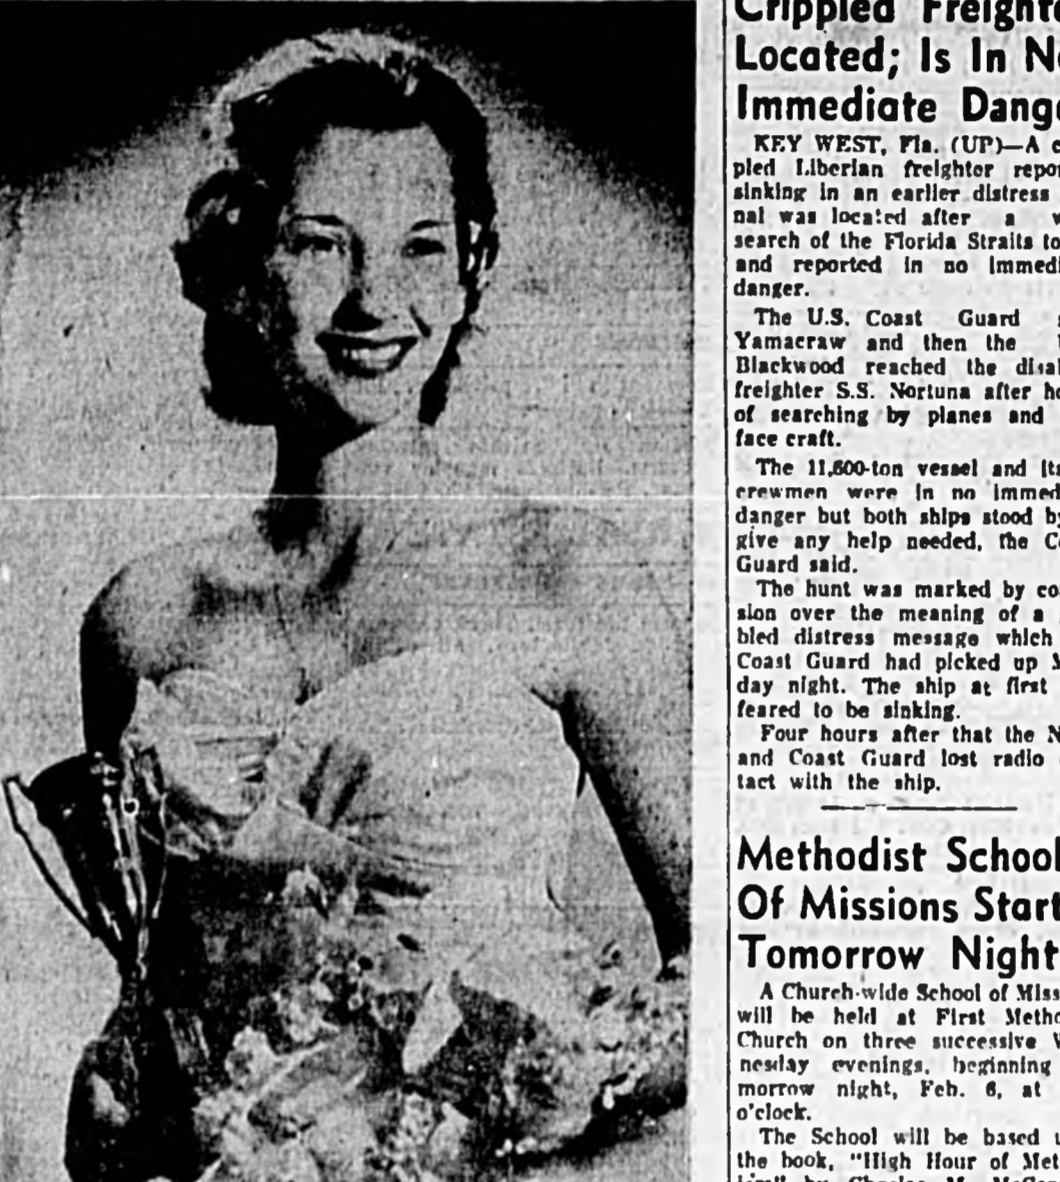 Crippled Freight
Located; Is In N
Immediate Dang
KEY WEST, Fla. (UP)—A c
pled Liberian freighter repor
sinking in an earlier distress
nal was located after a w
search of the Florida Straits to
and reported in no immedi
danger.
The U.S. Coast Guard
Yamacraw and then the
Blackwood reached the disa
freighter S.S. Nortuna after ho
of searching by planes and
face craft.
The 11,600-ton vessel and its
crewmen were in no immed
danger but both ships stood by
give any help needed, the Co
Guard said.
The hunt was marked by co
sion over the meaning of a
bled distress message which
Coast Guard had picked up M
day night. The ship at first
feared to be sinking.
Four hours after that the N
and Coast Guard lost radio
tact with the ship.
Methodist School
Of Missions Start
Tomorrow Night
A Church-wide School of Miss
will be held at First Metho
Church on three successive W
nesday evenings, beginning
morrow night, Feb. 6, at
o'clock.
The School will be based u
the book, "High Hour of Met